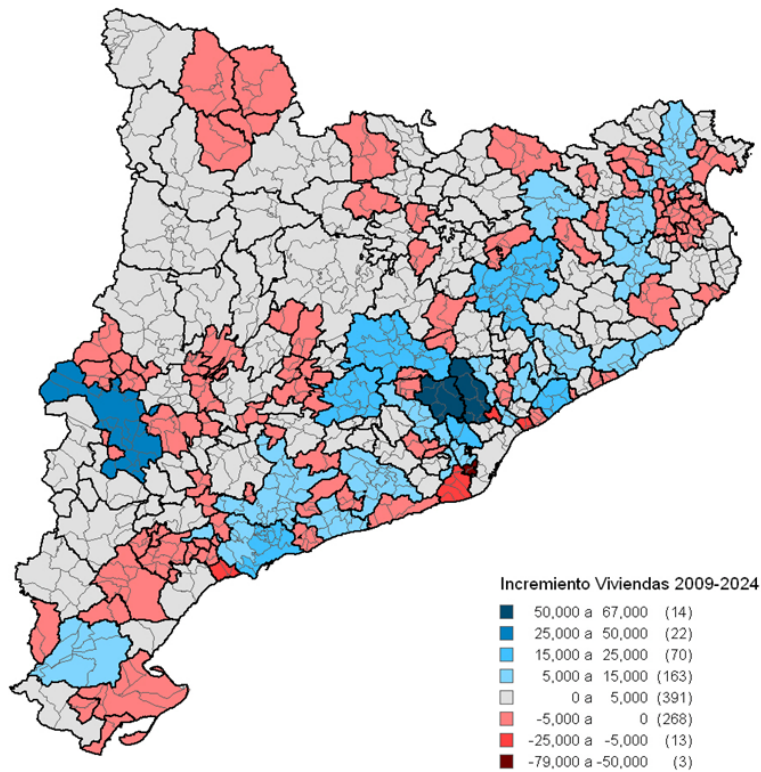 Incremiento Viviendas 2009-2024
50,000 a 67,000 (14)
25,000 a 50,000 (22)
15,000 a 25,000 (70)
5,000 a 15,000 (163)
0 a 5,000 (391)
-5,000 a 0 (268)
-25,000 a -5,000 (13)
-79,000 a -50,000 (3)